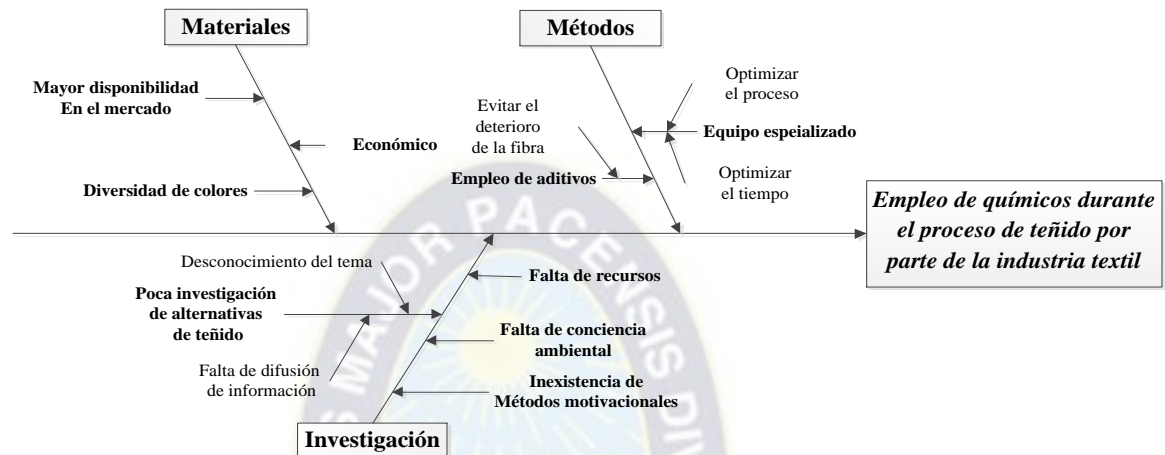 Materiales
Métodos
Mayor disponibilidad
En el mercado
Económico
Diversidad de colores
Optimizar
el proceso
Evitar el
deterioro
de la fibra
Equipo espeializado
Empleo de aditivos
Optimizar
el tiempo
Empleo de químicos durante
el proceso de teñido por
parte de la industria textil
Desconocimiento del tema
Falta de recursos
Poca investigación
de alternativas
de teñido
Falta de conciencia
ambiental
Falta de difusión
de información
Inexistencia de
Métodos motivacionales
Investigación
S MAJOR PACENSIS DIV